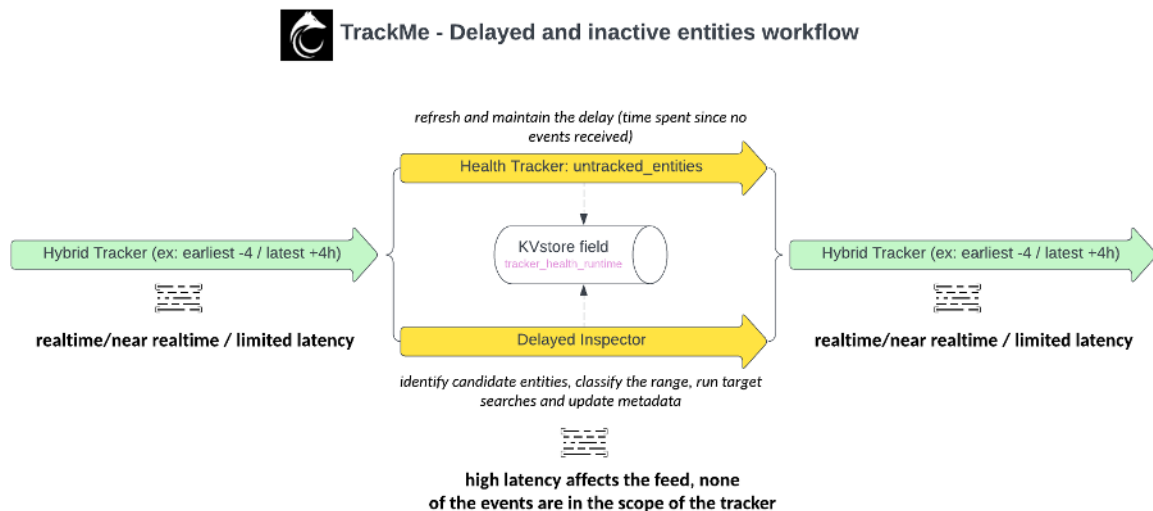 TrackMe - Delayed and inactive entities workflow
refresh and maintain the delay (time spent since no
events received)
Health Tracker: untracked_entities
Hybrid Tracker (ex: earliest -4 / latest +4h)
realtime/near realtime / limited latency
KVstore field
tracker_health_runtime
Delayed Inspector
identify candidate entities, classify the range, run target
searches and update metadata
high latency affects the feed, none
of the events are in the scope of the tracker
Hybrid Tracker (ex: earliest -4 / latest +4h)
realtime/near realtime / limited latency